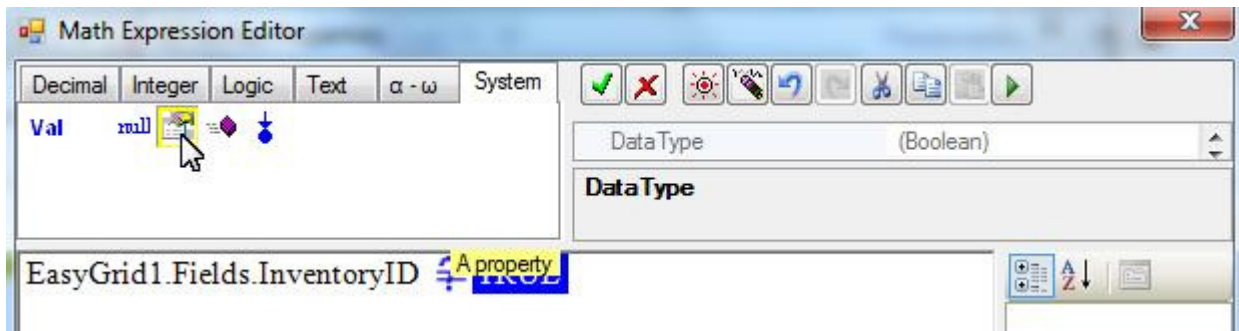 Math Expression Editor
Decimal Integer Logic Text α - ω System
Val null
DataType (Boolean)
DataType
EasyGrid1.Fields.InventoryID
A property